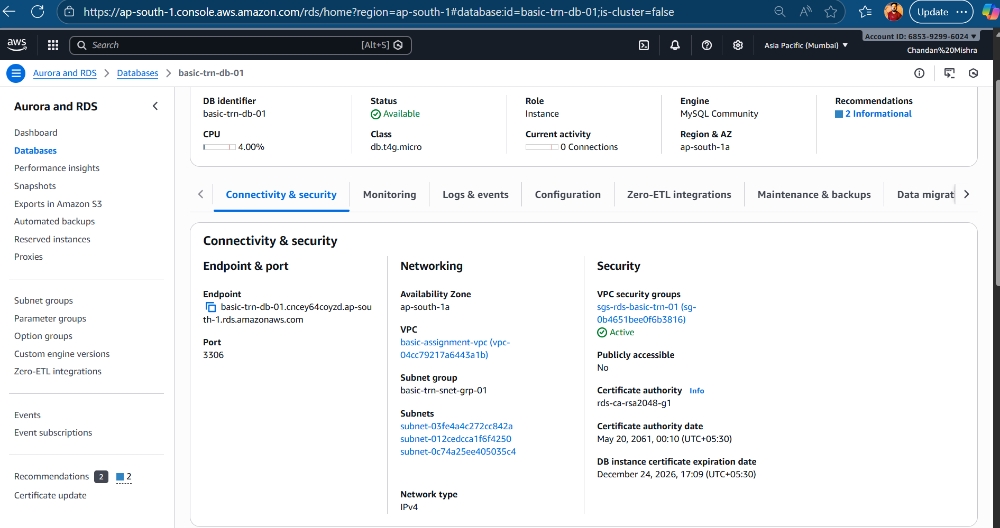 https://ap-south-1.console.aws.amazon.com/rds/home?region=ap-south-1#database:id=basic-trn-db-01;is-cluster=false
Update
aws
Search
[Alt+S]
Asia Pacific (Mumbai)
Account ID: 6853-9299-6024
Chandan%20Mishra
Aurora and RDS
Databases
basic-trn-db-01
Aurora and RDS
Dashboard
Databases
Performance insights
Snapshots
Exports in Amazon S3
Automated backups
Reserved instances
Proxies
Subnet groups
Parameter groups
Option groups
Custom engine versions
Zero-ETL integrations
Events
Event subscriptions
Recommendations 2 2
Certificate update
DB identifier
basic-trn-db-01
CPU
4.00%
Status
Available
Class
db.t4g.micro
Role
Instance
Current activity
0 Connections
Engine
MySQL Community
Region & AZ
ap-south-1a
Recommendations
2 Informational
Connectivity & security
Monitoring
Logs & events
Configuration
Zero-ETL integrations
Maintenance & backups
Data migrat
Connectivity & security
Endpoint & port
Endpoint
basic-trn-db-01.cncey64coyzd.ap-sou
th-1.rds.amazonaws.com
Port
3306
Networking
Availability Zone
ap-south-1a
VPC
basic-assignment-vpc (vpc-
04cc79217a6443a1b)
Subnet group
basic-trn-snet-grp-01
Subnets
subnet-03fe4a4c272cc842a
subnet-012cedcca1f6f4250
subnet-0c74a25ee405035c4
Network type
IPv4
Security
VPC security groups
sgs-rds-basic-trn-01 (sg-
0b4651bee0f6b3816)
Active
Publicly accessible
No
Certificate authority Info
rds-ca-rsa2048-g1
Certificate authority date
May 20, 2061, 00:10 (UTC+05:30)
DB instance certificate expiration date
December 24, 2026, 17:09 (UTC+05:30)